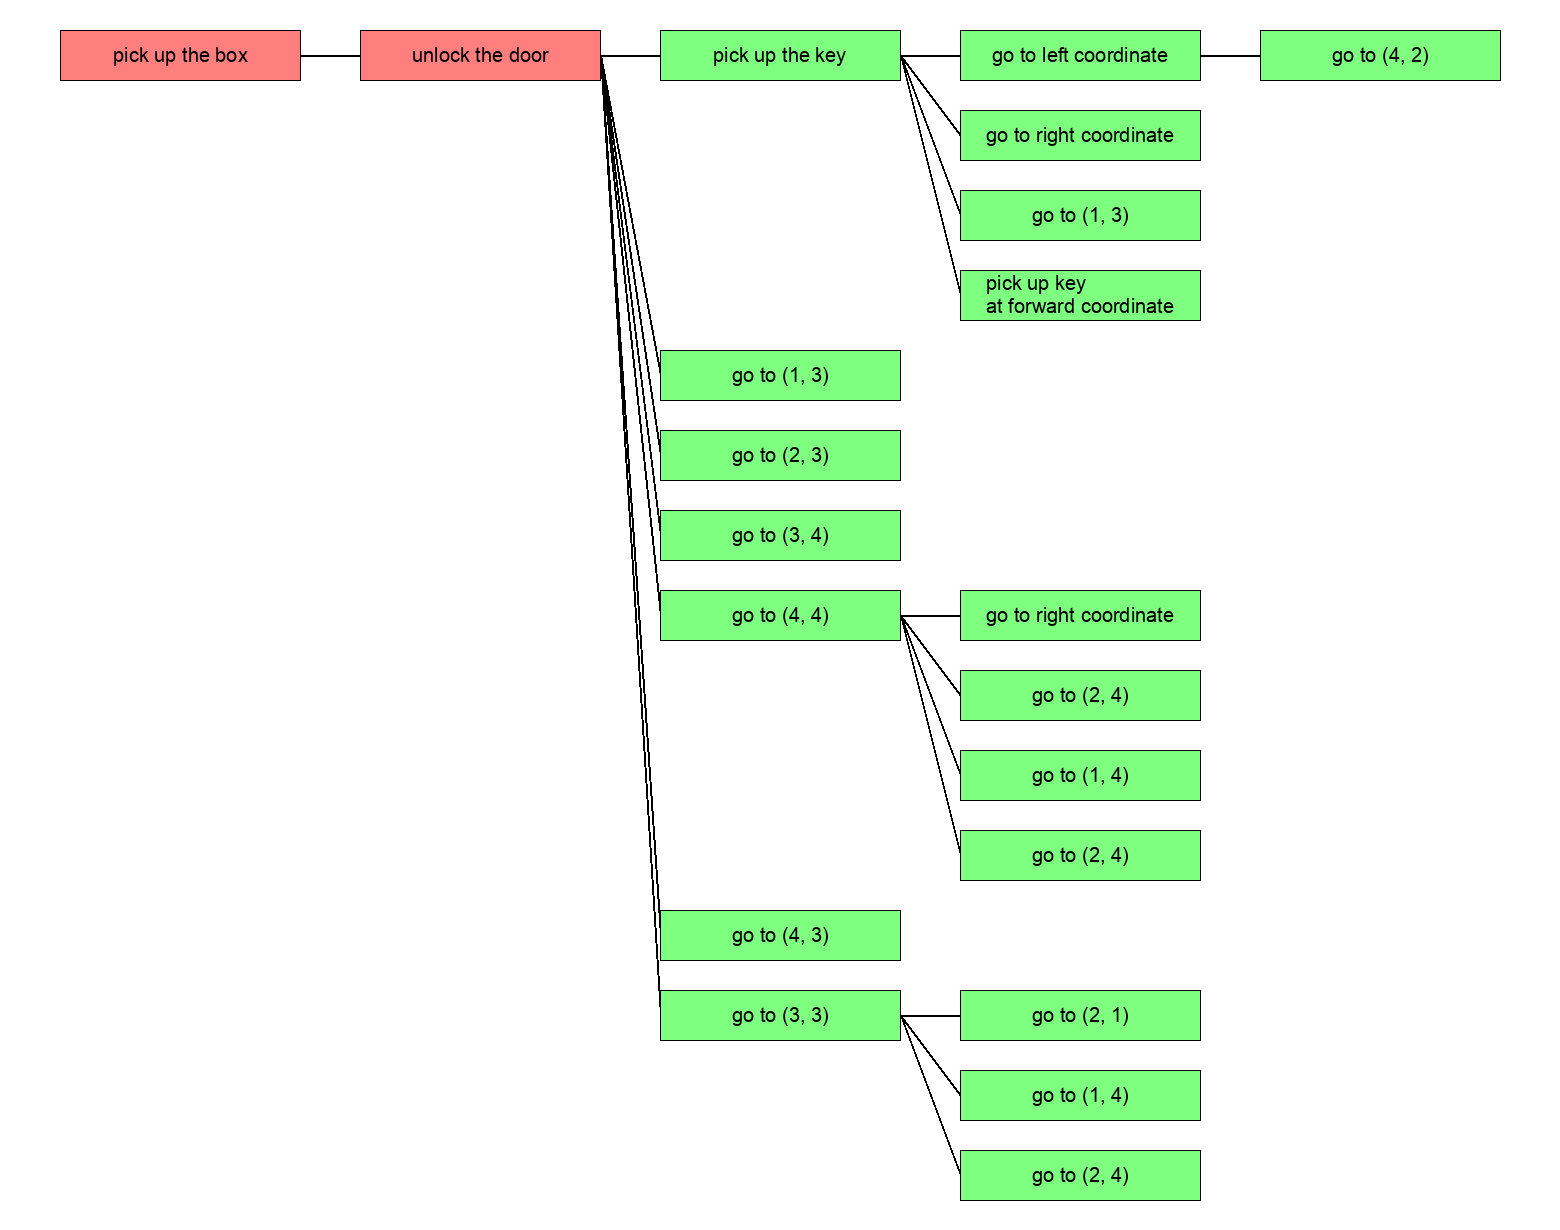 pick up the box
unlock the door
pick up the key
go to left coordinate
go to (4, 2)
go to right coordinate
go to (1, 3)
pick up key
at forward coordinate
go to (1, 3)
go to (2, 3)
go to (3, 4)
go to (4, 4)
go to right coordinate
go to (2, 4)
go to (1, 4)
go to (2, 4)
go to (4, 3)
go to (3, 3)
go to (2, 1)
go to (1, 4)
go to (2, 4)